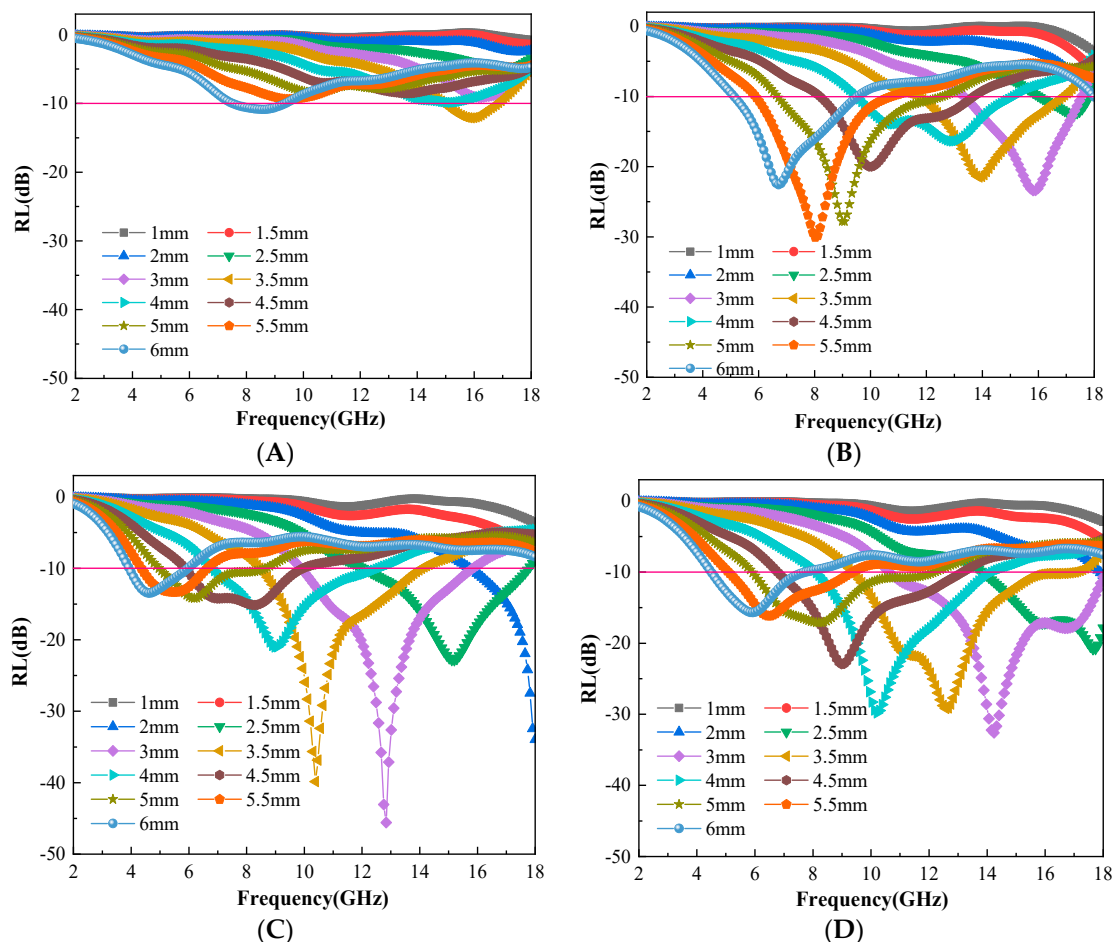 0
-10
-20
-30
-40
-50
RL(dB)
1mm 1.5mm
2mm 2.5mm
3mm 3.5mm
4mm 4.5mm
5mm 5.5mm
6mm
2 4 6 8 10 12 14 16 18
Frequency(GHz)
(A)
0
-10
-20
-30
-40
-50
RL(dB)
1mm 1.5mm
2mm 2.5mm
3mm 3.5mm
4mm 4.5mm
5mm 5.5mm
6mm
2 4 6 8 10 12 14 16 18
Frequency(GHz)
(B)
0
-10
-20
-30
-40
-50
RL(dB)
1mm 1.5mm
2mm 2.5mm
3mm 3.5mm
4mm 4.5mm
5mm 5.5mm
6mm
2 4 6 8 10 12 14 16 18
Frequency(GHz)
(C)
0
-10
-20
-30
-40
-50
RL(dB)
1mm 1.5mm
2mm 2.5mm
3mm 3.5mm
4mm 4.5mm
5mm 5.5mm
6mm
2 4 6 8 10 12 14 16 18
Frequency(GHz)
(D)